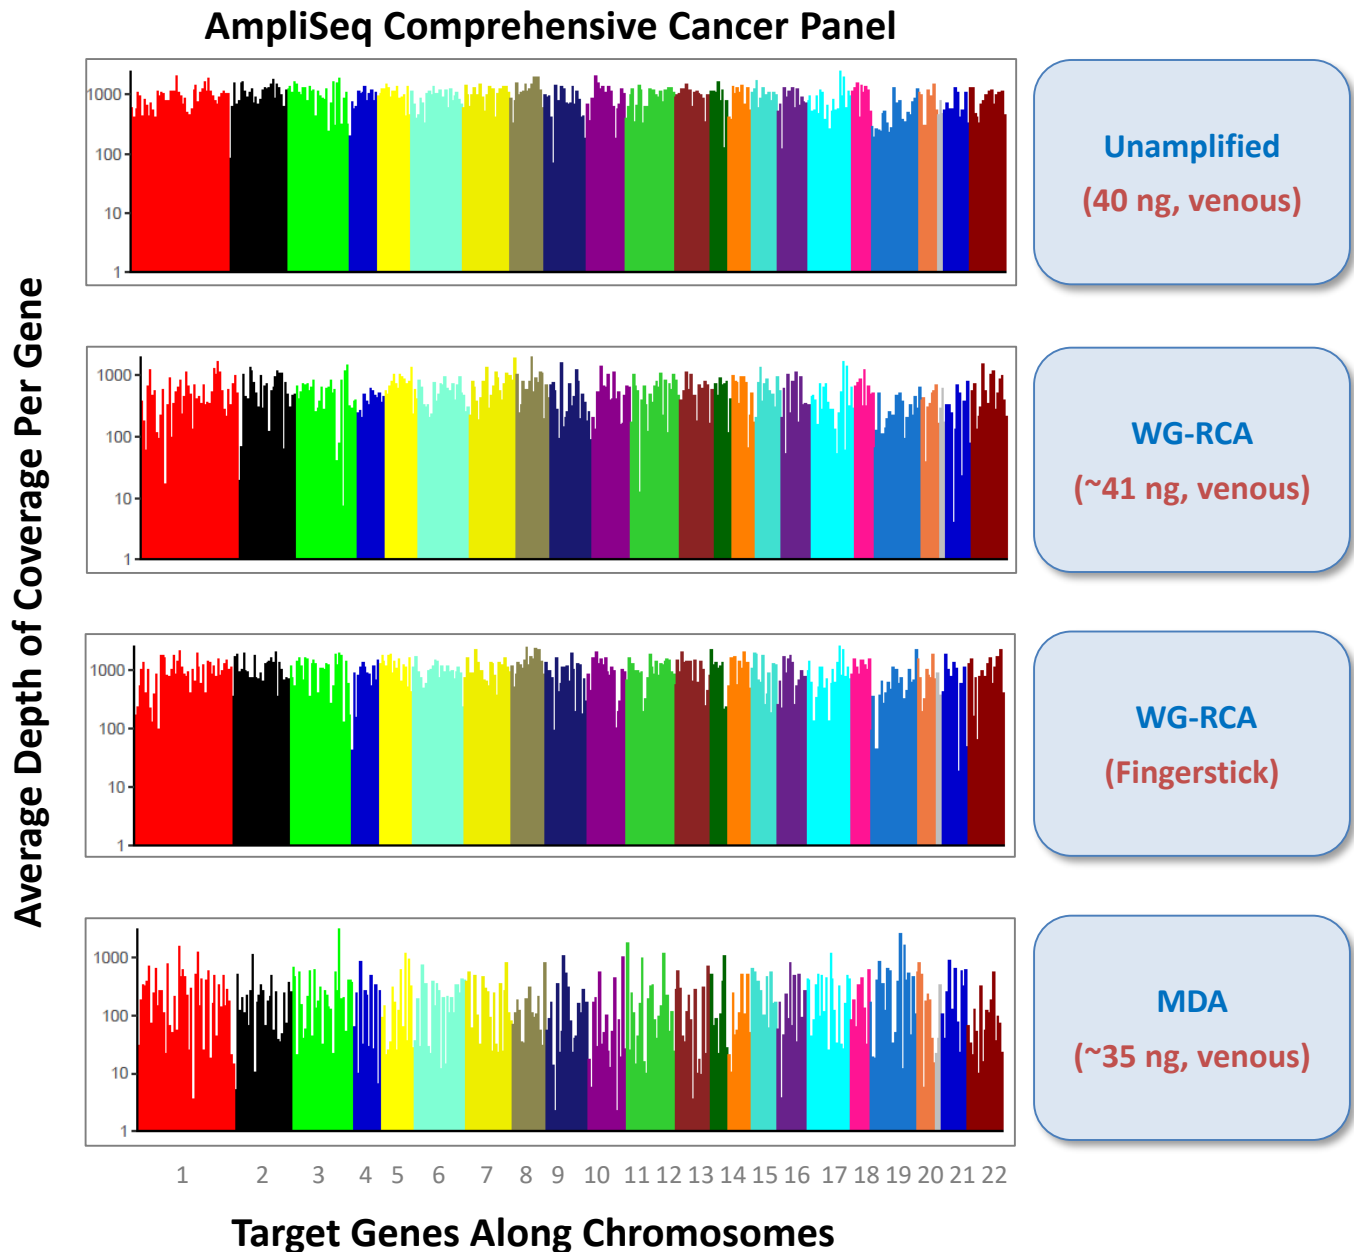 AmpliSeq Comprehensive Cancer Panel
Average Depth of Coverage Per Gene
1000
100
10
1
Unamplified
(40 ng, venous)
1000
100
10
1
WG-RCA
(~41 ng, venous)
1000
100
10
1
WG-RCA
(Fingerstick)
1000
100
10
1
MDA
(~35 ng, venous)
1 2 3 4 5 6 7 8 9 10 11 12 13 14 15 16 17 18 19 20 21 22
Target Genes Along Chromosomes